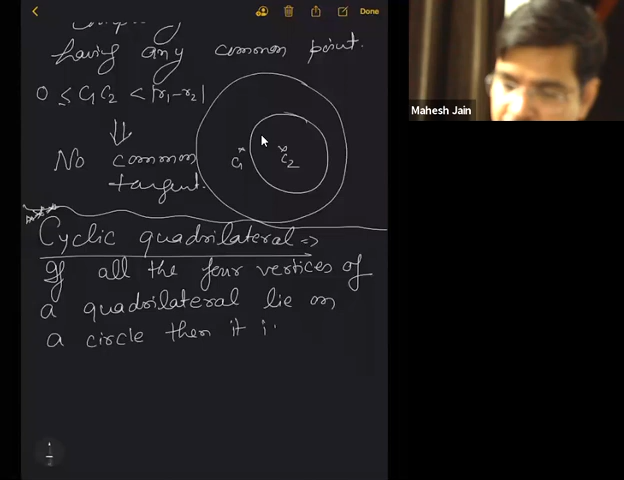 having any common point.
0 ≤ C₁C₂ < |r₁-r₂|
⇓
No common
tangent.
C₁
C₂
Cyclic quadrilateral =>
If all the four vertices of
a quadrilateral lie on
a circle then it i
Done
Mahesh Jain